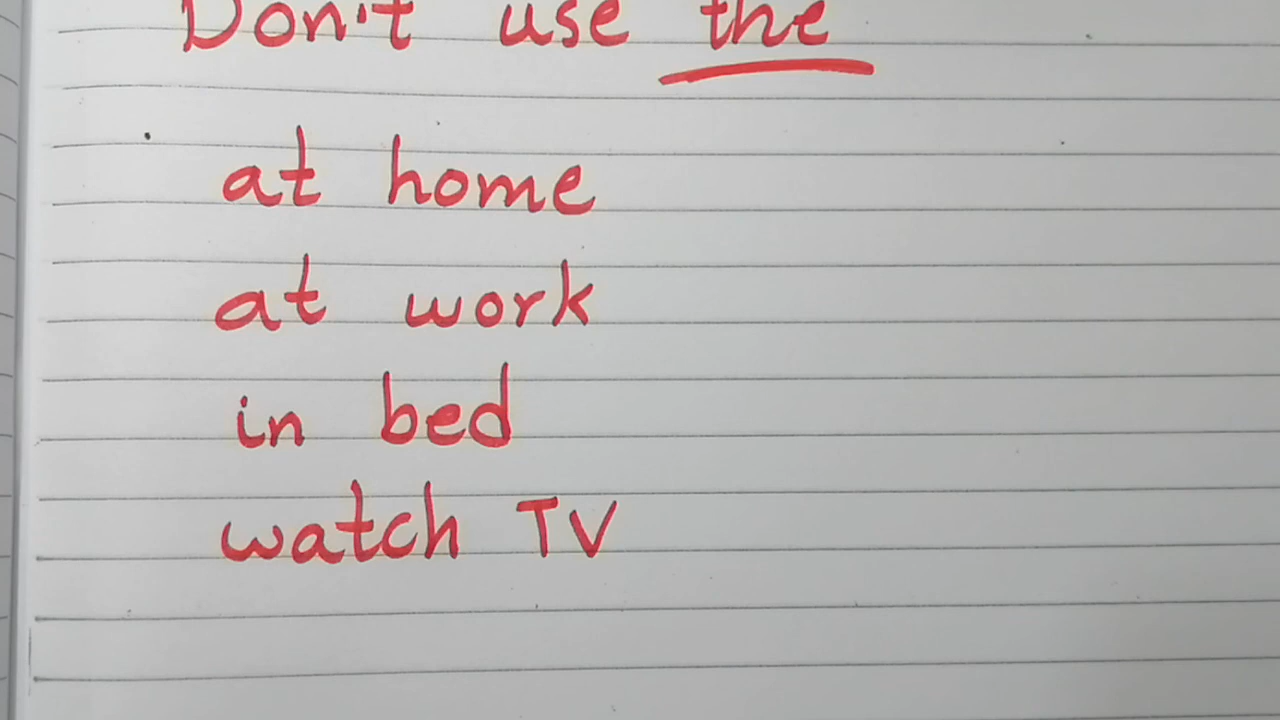 Don't use the
at home
at work
in bed
watch TV